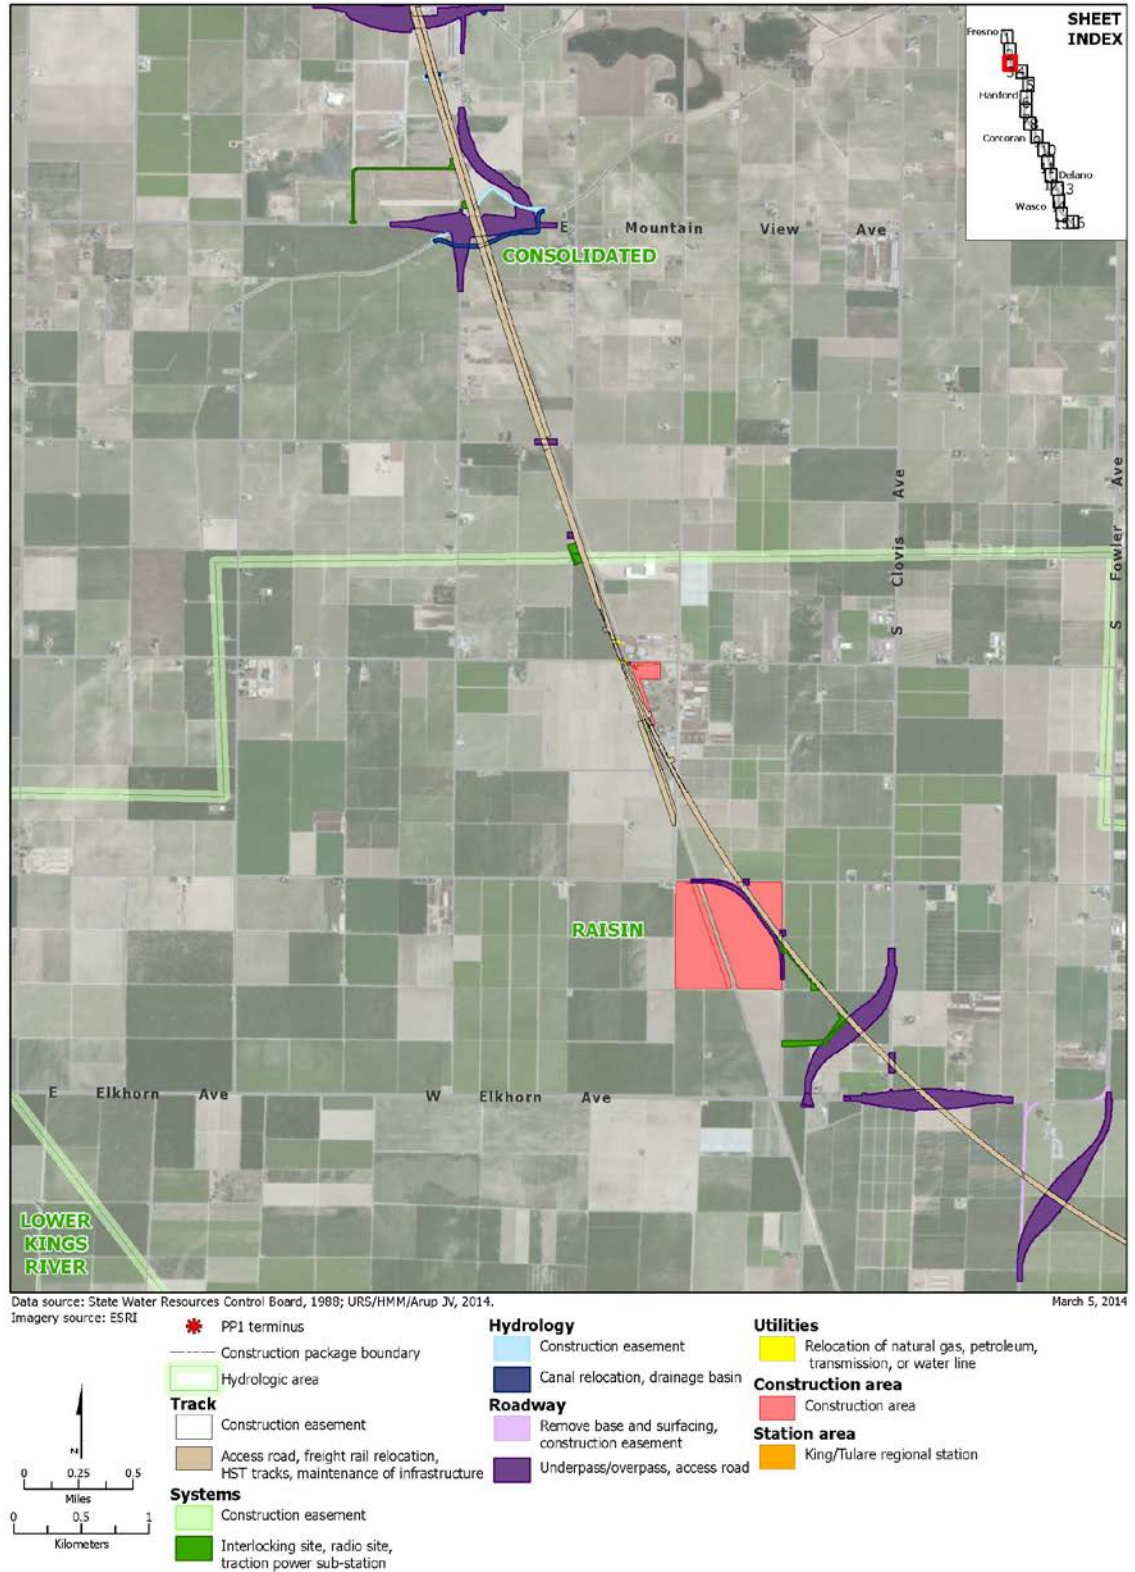 SHEET
INDEX
Fresno
1
5
Hanford
6
Corcoran
Delano
13
Wasco
E Mountain View Ave
CONSOLIDATED
S Clovis Ave
S Fowler Ave
RAISIN
E Elkhorn Ave W Elkhorn Ave
LOWER
KINGS
RIVER
Data source: State Water Resources Control Board, 1988; URS/HMM/Arup JV, 2014.
Imagery source: ESRI
March 5, 2014
PP1 terminus
Construction package boundary
Hydrologic area
Track
Construction easement
Access road, freight rail relocation,
HST tracks, maintenance of infrastructure
Systems
Construction easement
Interlocking site, radio site,
traction power sub-station
Hydrology
Construction easement
Canal relocation, drainage basin
Roadway
Remove base and surfacing,
construction easement
Underpass/overpass, access road
Utilities
Relocation of natural gas, petroleum,
transmission, or water line
Construction area
Construction area
Station area
King/Tulare regional station
N
0 0.25 0.5
Miles
0 0.5 1
Kilometers